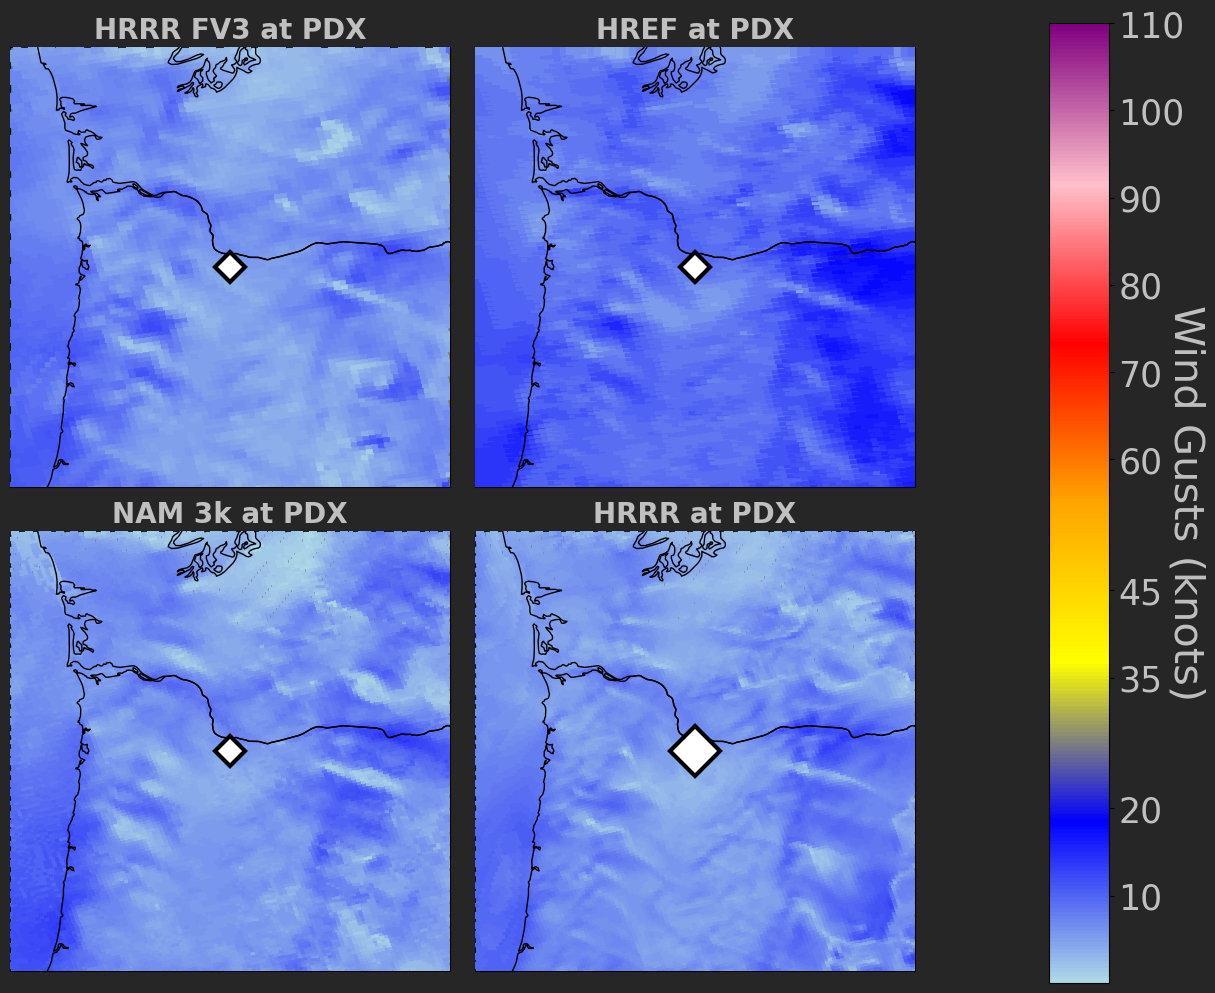 HRRR FV3 at PDX
HREF at PDX
NAM 3k at PDX
HRRR at PDX
110
100
90
80
70
60
45
35
20
10
Wind Gusts (knots)